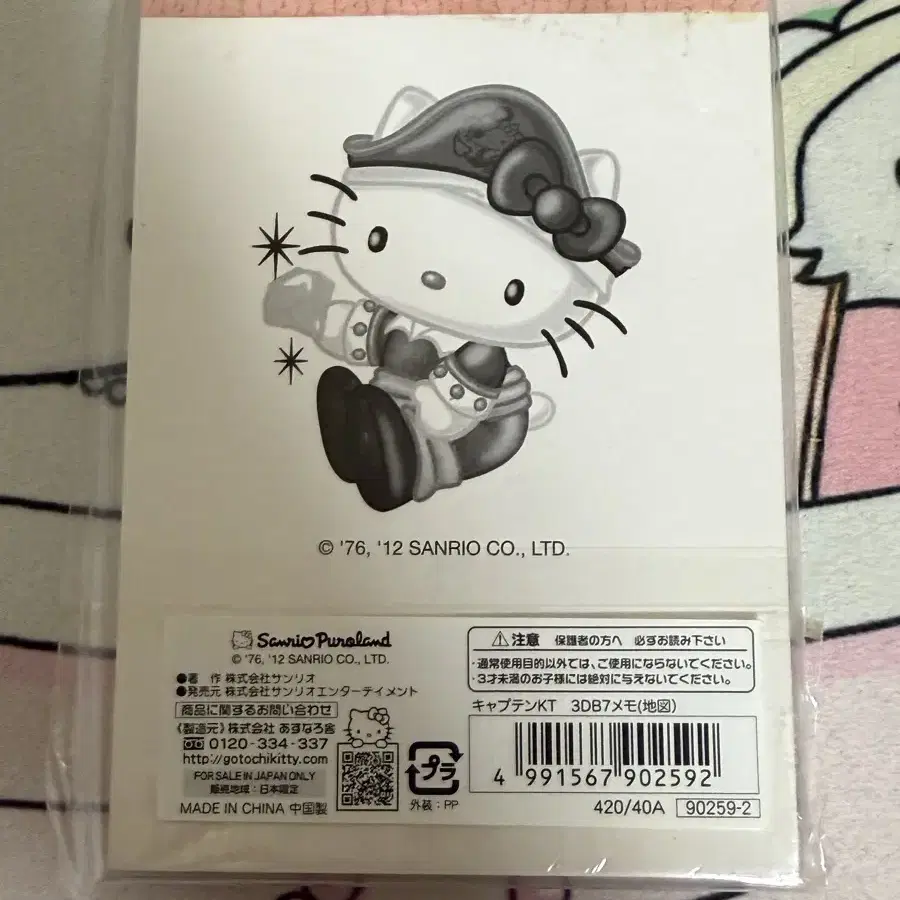 © '76, '12 SANRIO CO., LTD.
Sanrio Puroland
© '76, '12 SANRIO CO., LTD.
●著 作 株式会社サンリオ
●発売元 株式会社サンリオエンターテイメント
商品に関するお問い合わせ
《製造元》株式会社 あすなろ舎
0120-334-337
http://gotochikitty.com
FOR SALE IN JAPAN ONLY
販売地域：日本限定
MADE IN CHINA 中国製
プラ
外装：PP
⚠注意 保護者の方へ 必ずお読み下さい
・通常使用目的以外では、ご使用にならないでください。
・3才未満のお子様には絶対に与えないでください。
キャプテンKT 3DB7メモ(地図)
4 991567 902592
420/40A 90259-2